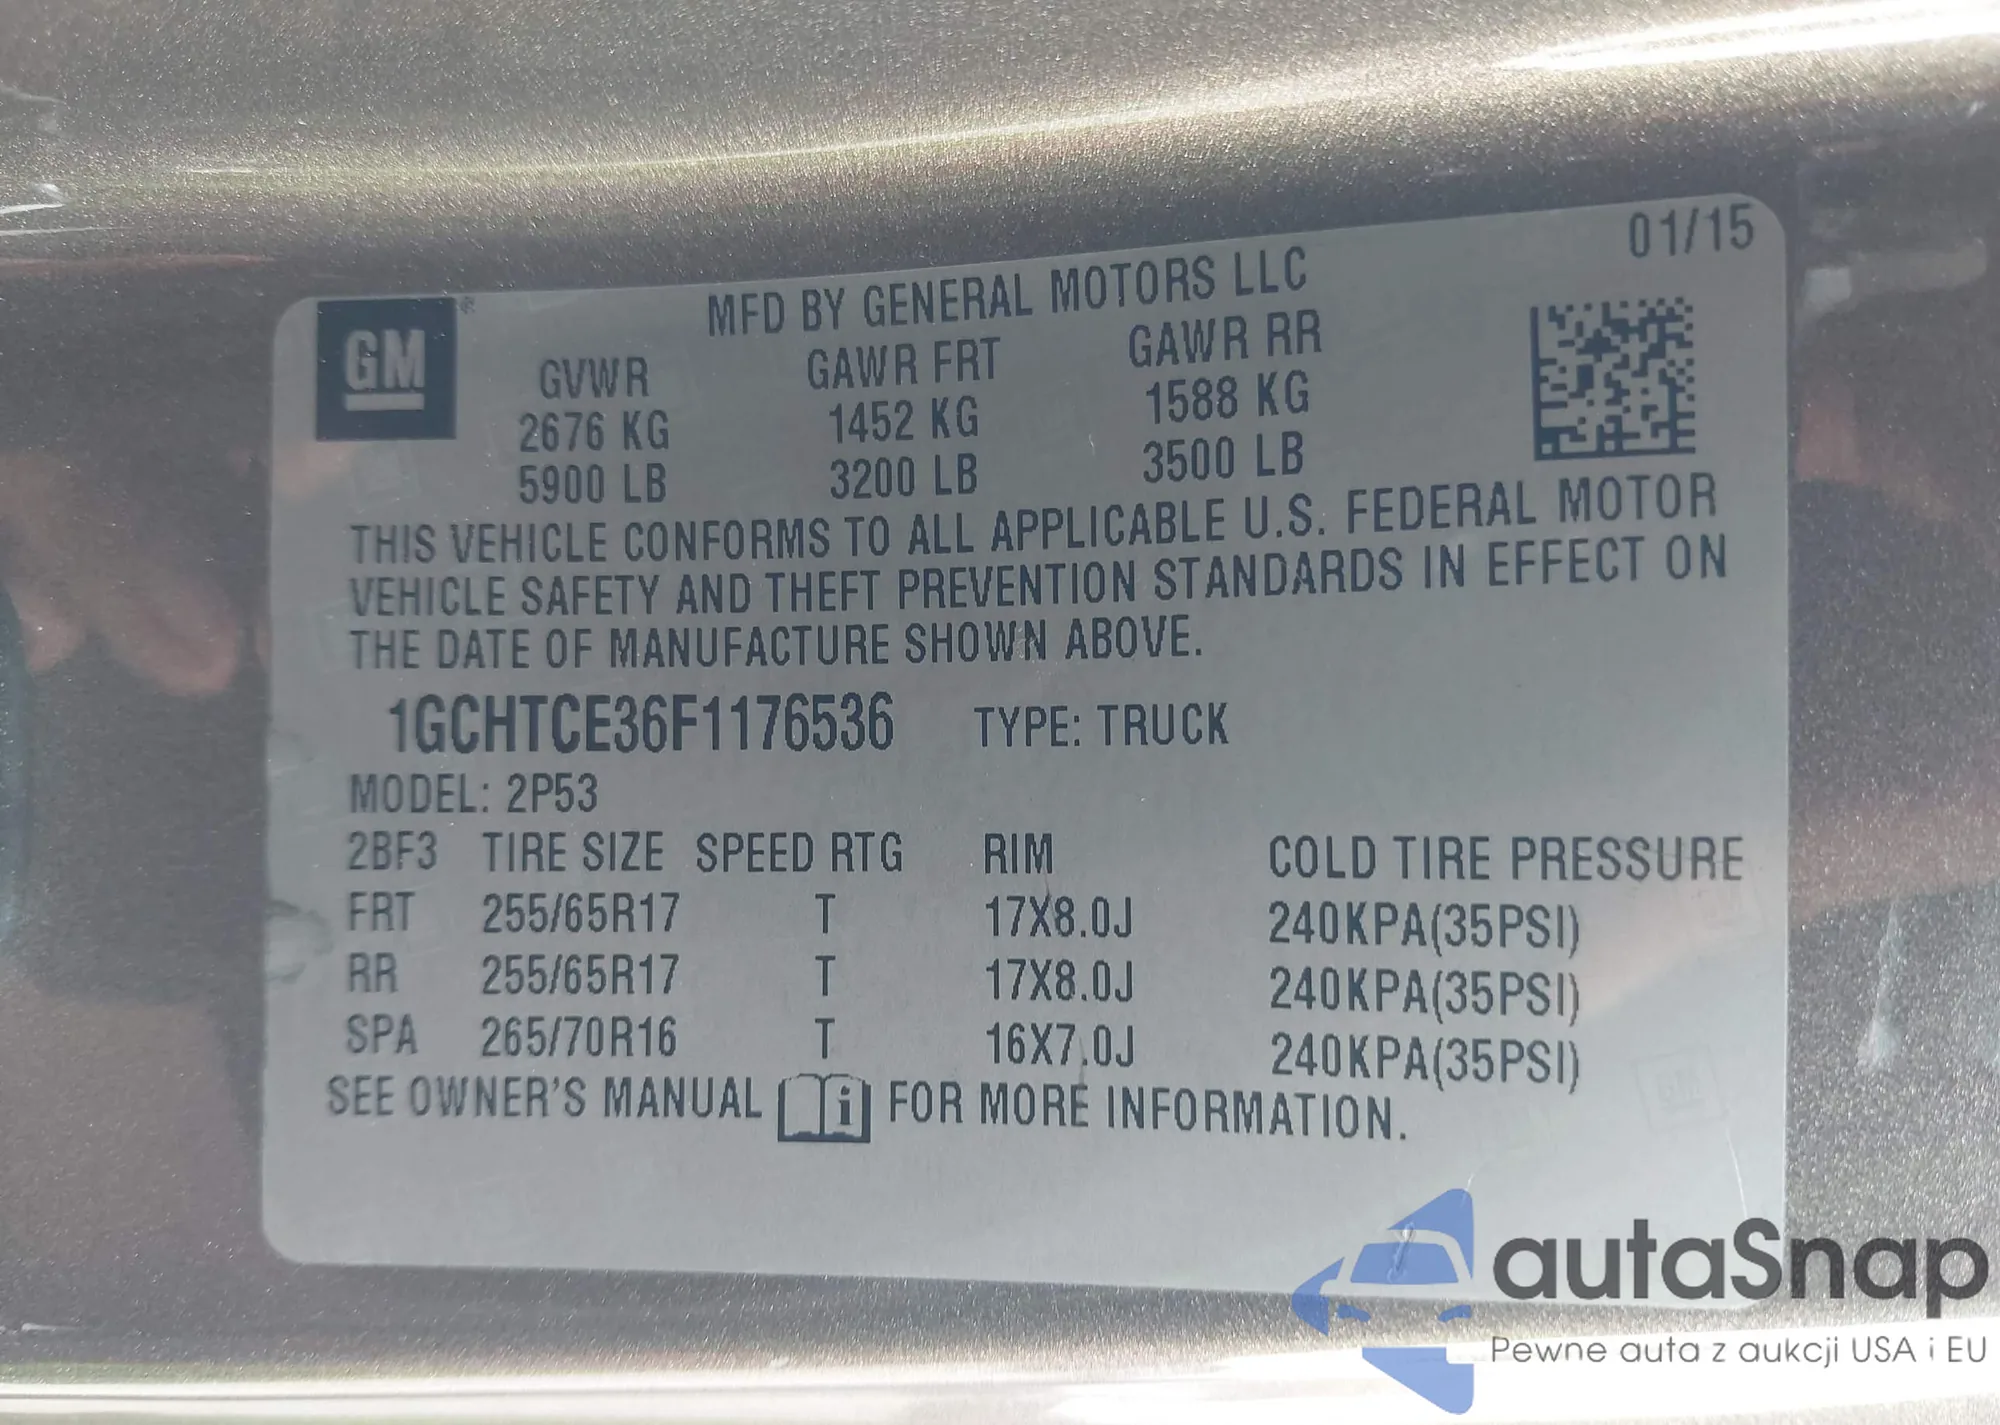 01/15
GM®
MFD BY GENERAL MOTORS LLC
GVWR GAWR FRT GAWR RR
2676 KG 1452 KG 1588 KG
5900 LB 3200 LB 3500 LB
THIS VEHICLE CONFORMS TO ALL APPLICABLE U.S. FEDERAL MOTOR
VEHICLE SAFETY AND THEFT PREVENTION STANDARDS IN EFFECT ON
THE DATE OF MANUFACTURE SHOWN ABOVE.
1GCHTCE36F1176536 TYPE: TRUCK
MODEL: 2P53
2BF3 TIRE SIZE SPEED RTG RIM COLD TIRE PRESSURE
FRT 255/65R17 T 17X8.0J 240KPA(35PSI)
RR 255/65R17 T 17X8.0J 240KPA(35PSI)
SPA 265/70R16 T 16X7.0J 240KPA(35PSI)
SEE OWNER'S MANUAL i FOR MORE INFORMATION.
GM
autaSnap
Pewne auta z aukcji USA i EU